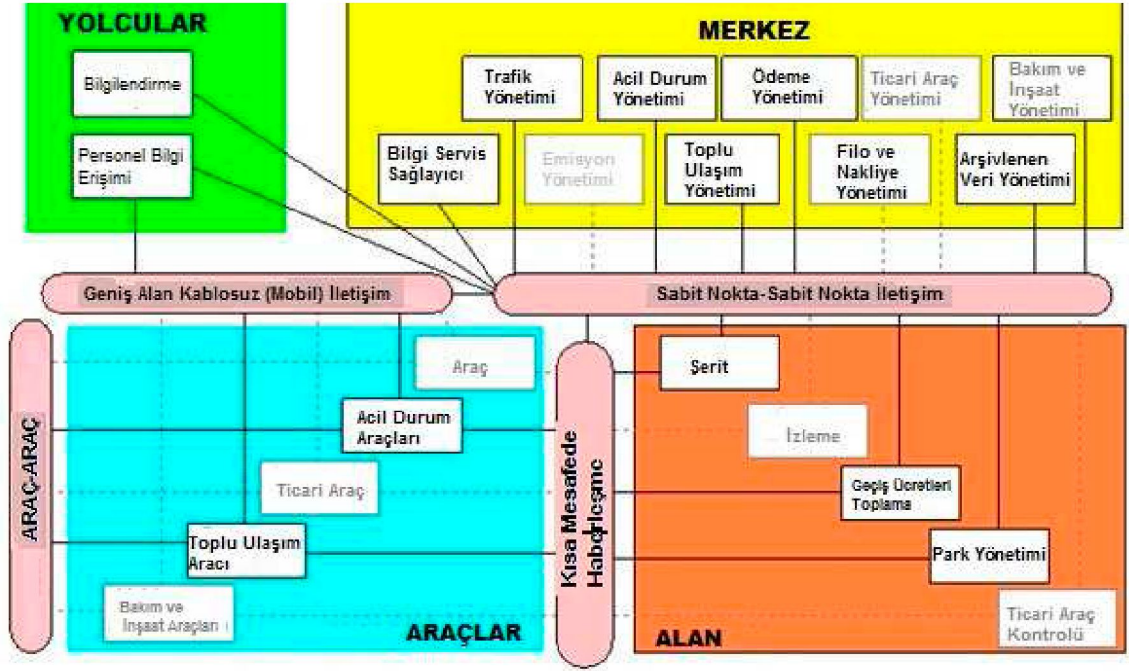 YOLCULAR
Bilgilendirme
Personel Bilgi
Erişimi
MERKEZ
Trafik
Yönetimi
Acil Durum
Yönetimi
Ödeme
Yönetimi
Ticari Araç
Yönetimi
Bakım ve
İnşaat
Yönetimi
Bilgi Servis
Sağlayıcı
Emisyon
Yönetimi
Toplu
Ulaşım
Yönetimi
Filo ve
Nakliye
Yönetimi
Arşivlenen
Veri Yönetimi
Geniş Alan Kablosuz (Mobil) İletişim
Sabit Nokta-Sabit Nokta İletişim
ARAÇ-ARAÇ
Araç
Acil Durum
Araçları
Ticari Araç
Toplu Ulaşım
Aracı
Bakım ve
İnşaat Araçları
ARAÇLAR
Kısa Mesafede
Haberleşme
Şerit
İzleme
Geçiş Ücretleri
Toplama
Park Yönetimi
Ticari Araç
Kontrolü
ALAN